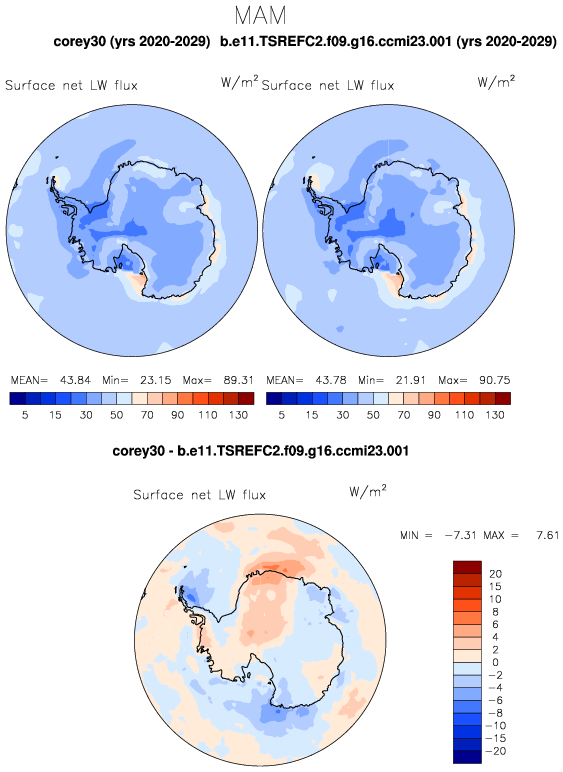 MAM
corey30 (yrs 2020-2029) b.e11.TSREFC2.f09.g16.ccmi23.001 (yrs 2020-2029)
Surface net LW flux W/m² Surface net LW flux W/m²
MEAN= 43.84 Min= 23.15 Max= 89.31 MEAN= 43.78 Min= 21.91 Max= 90.75
5 15 30 50 70 90 110 130 5 15 30 50 70 90 110 130
corey30 - b.e11.TSREFC2.f09.g16.ccmi23.001
Surface net LW flux W/m²
MIN = -7.31 MAX = 7.61
20
15
10
8
6
4
2
0
-2
-4
-6
-8
-10
-15
-20